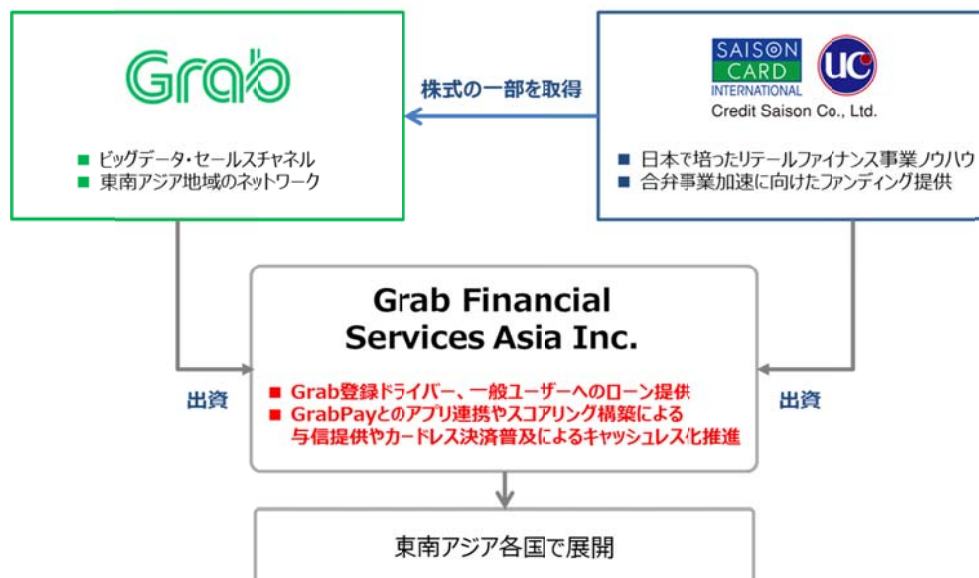 Grab
■ ビッグデータ・セールスチャネル
■ 東南アジア地域のネットワーク
株式の一部を取得
SAISON
CARD
INTERNATIONAL
UC
Credit Saison Co., Ltd.
■ 日本で培ったリテールファイナンス事業ノウハウ
■ 合弁事業加速に向けたファンディング提供
出資
Grab Financial
Services Asia Inc.
■ Grab登録ドライバー、一般ユーザーへのローン提供
■ GrabPayとのアプリ連携やスコアリング構築による
与信提供やカードレス決済普及によるキャッシュレス化推進
出資
東南アジア各国で展開